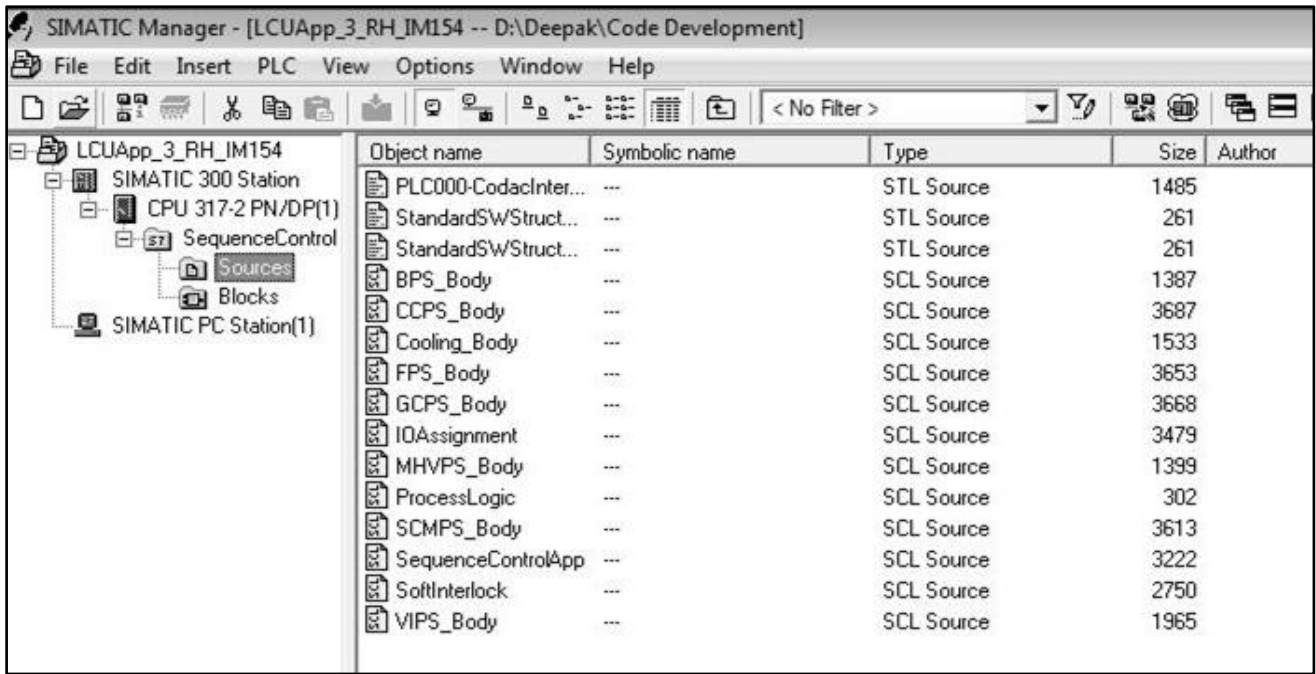 SIMATIC Manager - [LCUApp_3_RH_IM154 -- D:\Deepak\Code Development]
File Edit Insert PLC View Options Window Help
< No Filter >
LCUApp_3_RH_IM154
SIMATIC 300 Station
CPU 317-2 PN/DP(1)
SequenceControl
Sources
Blocks
SIMATIC PC Station(1)
Object name Symbolic name Type Size Author
PLC000-CodacInter... --- STL Source 1485
StandardSWStruct... --- STL Source 261
StandardSWStruct... --- STL Source 261
BPS_Body --- SCL Source 1387
CCPS_Body --- SCL Source 3687
Cooling_Body --- SCL Source 1533
FPS_Body --- SCL Source 3653
GCPS_Body --- SCL Source 3668
IOAssignment --- SCL Source 3479
MHVPS_Body --- SCL Source 1399
ProcessLogic --- SCL Source 302
SCMPS_Body --- SCL Source 3613
SequenceControlApp --- SCL Source 3222
SoftInterlock --- SCL Source 2750
VIPS_Body --- SCL Source 1965